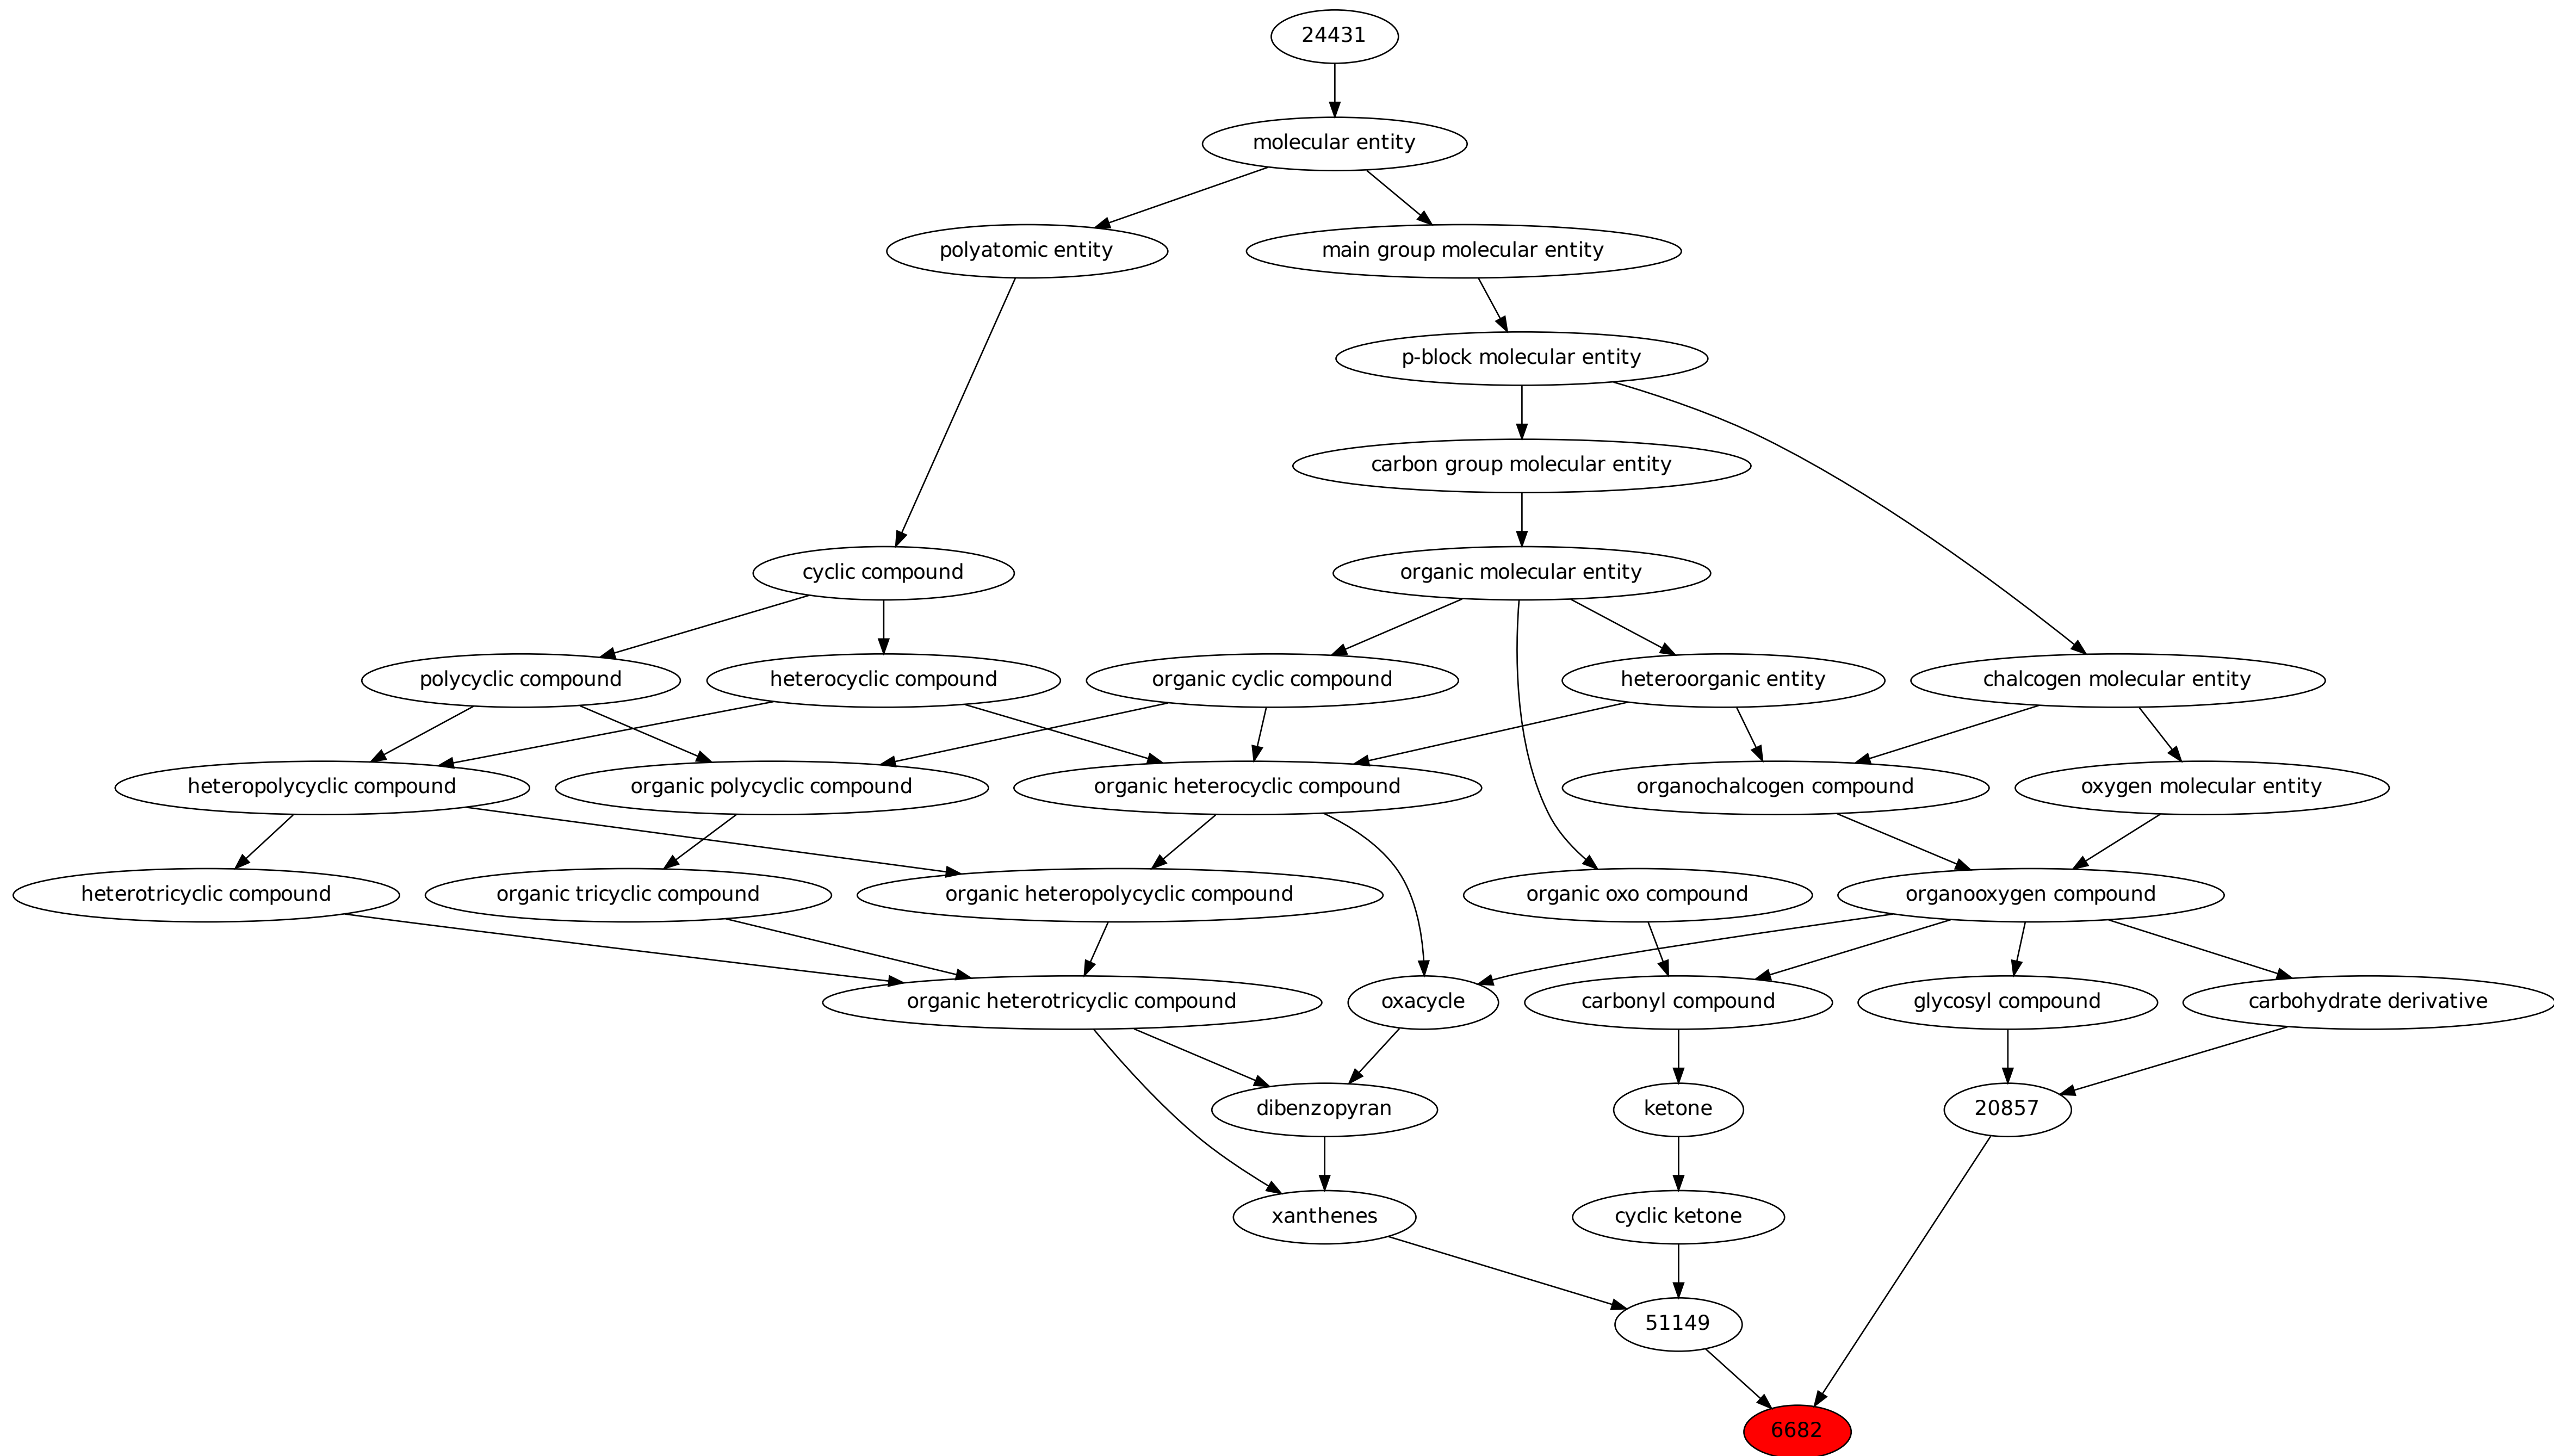 24431
molecular entity
polyatomic entity
main group molecular entity
p-block molecular entity
carbon group molecular entity
cyclic compound
organic molecular entity
polycyclic compound
heterocyclic compound
organic cyclic compound
heteroorganic entity
chalcogen molecular entity
heteropolycyclic compound
organic polycyclic compound
organic heterocyclic compound
organochalcogen compound
oxygen molecular entity
heterotricyclic compound
organic tricyclic compound
organic heteropolycyclic compound
organic oxo compound
organooxygen compound
organic heterotricyclic compound
oxacycle
carbonyl compound
glycosyl compound
carbohydrate derivative
dibenzopyran
ketone
20857
xanthenes
cyclic ketone
51149
6682